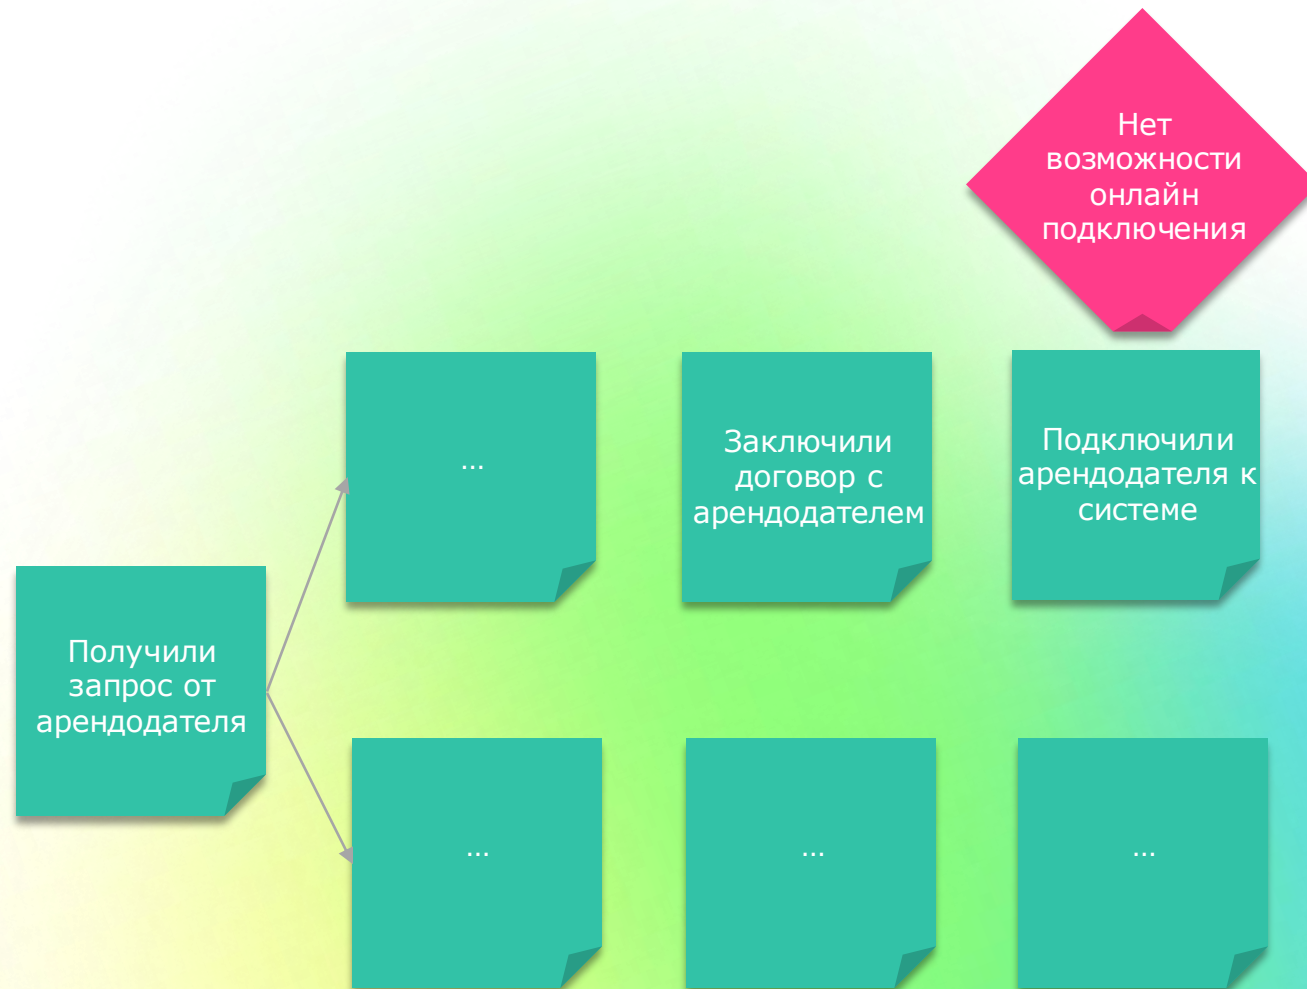 Нет
возможности
онлайн
подключения
...
Заключили
договор с
арендодателем
Подключили
арендодателя к
системе
Получили
запрос от
арендодателя
...
...
...